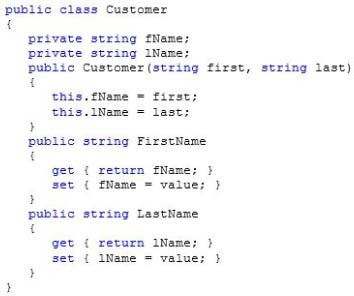 public class Customer
{
    private string fName;
    private string lName;
    public Customer(string first, string last)
    {
        this.fName = first;
        this.lName = last;
    }
    public string FirstName
    {
        get { return fName; }
        set { fName = value; }
    }
    public string LastName
    {
        get { return lName; }
        set { lName = value; }
    }
}